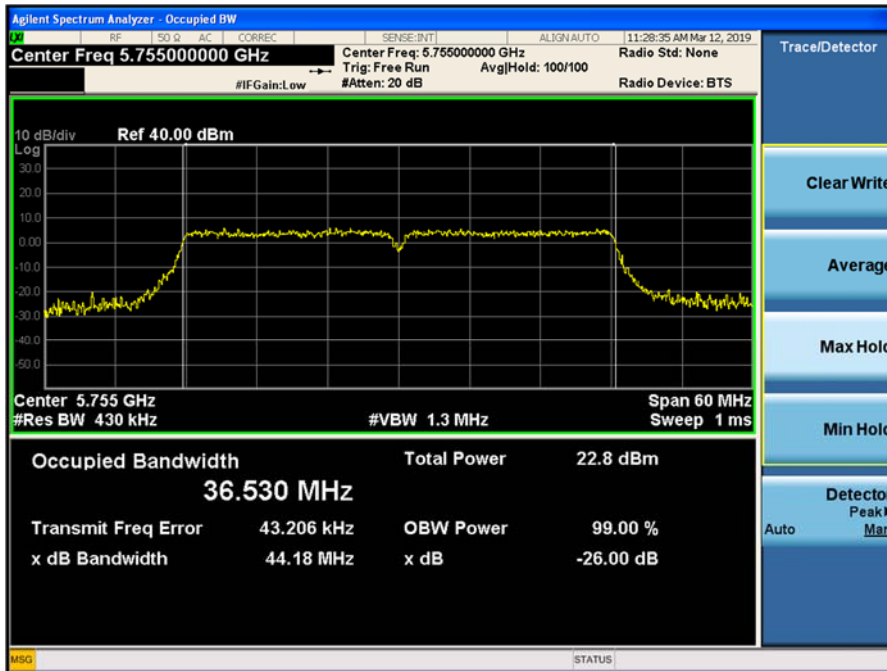 Agilent Spectrum Analyzer - Occupied BW
LXI RF 50 Ω AC CORREC SENSE:INT ALIGN AUTO 11:28:35 AM Mar 12, 2019
Center Freq 5.755000000 GHz Center Freq: 5.755000000 GHz Radio Std: None
Trig: Free Run Avg|Hold: 100/100
#IFGain:Low #Atten: 20 dB Radio Device: BTS
Trace/Detector
10 dB/div Ref 40.00 dBm
Log
30.0
20.0
10.0
0.00
-10.0
-20.0
-30.0
-40.0
-50.0
Center 5.755 GHz Span 60 MHz
#Res BW 430 kHz #VBW 1.3 MHz Sweep 1 ms
Occupied Bandwidth Total Power 22.8 dBm
36.530 MHz
Transmit Freq Error 43.206 kHz OBW Power 99.00 %
x dB Bandwidth 44.18 MHz x dB -26.00 dB
Clear Write
Average
Max Hold
Min Hold
Detecto
Peak
Auto Man
MSG STATUS